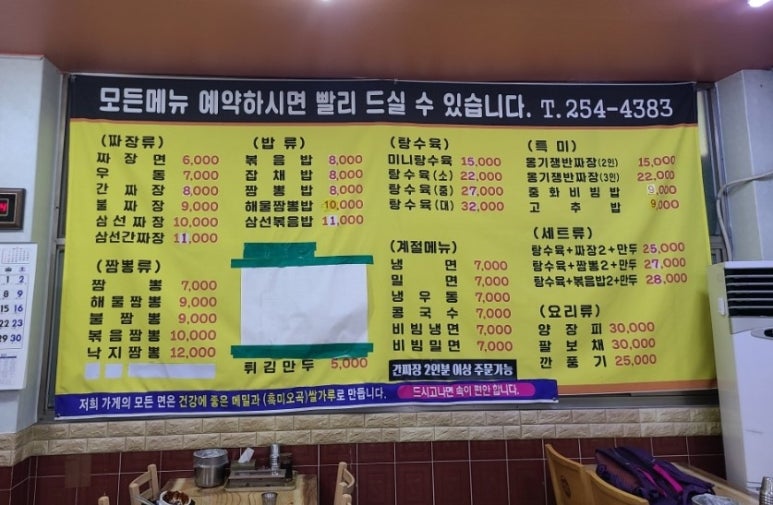 모든메뉴 예약하시면 빨리 드실 수 있습니다. T.254-4383
(짜장류)
짜장면 6,000
우동 7,000
간짜장 8,000
불짜장 9,000
삼선짜장 10,000
삼선간짜장 11,000
(짬뽕류)
짬뽕 7,000
해물짬뽕 9,000
불짬뽕 9,000
볶음짬뽕 10,000
낙지짬뽕 12,000
(밥류)
볶음밥 8,000
잡채밥 8,000
짬뽕밥 8,000
해물짬뽕밥 10,000
삼선볶음밥 11,000
튀김만두 5,000
(탕수육)
미니탕수육 15,000
탕수육(소) 22,000
탕수육(중) 27,000
탕수육(대) 32,000
(계절메뉴)
냉면 7,000
밀면 7,000
냉우동 7,000
콩국수 7,000
비빔냉면 7,000
비빔밀면 7,000
간짜장 2인분 이상 주문가능
(특미)
옹기쟁반짜장(2인) 15,000
옹기쟁반짜장(3인) 22,000
중화비빔밥 9,000
고추밥 9,000
(세트류)
탕수육+짜장2+만두 25,000
탕수육+짬뽕2+만두 27,000
탕수육+볶음밥2+만두 28,000
(요리류)
양장피 30,000
팔보채 30,000
깐풍기 25,000
저희 가게의 모든 면은 건강에 좋은 메밀과 (흑미오곡)쌀가루로 만듭니다.
드시고나면 속이 편안 합니다.